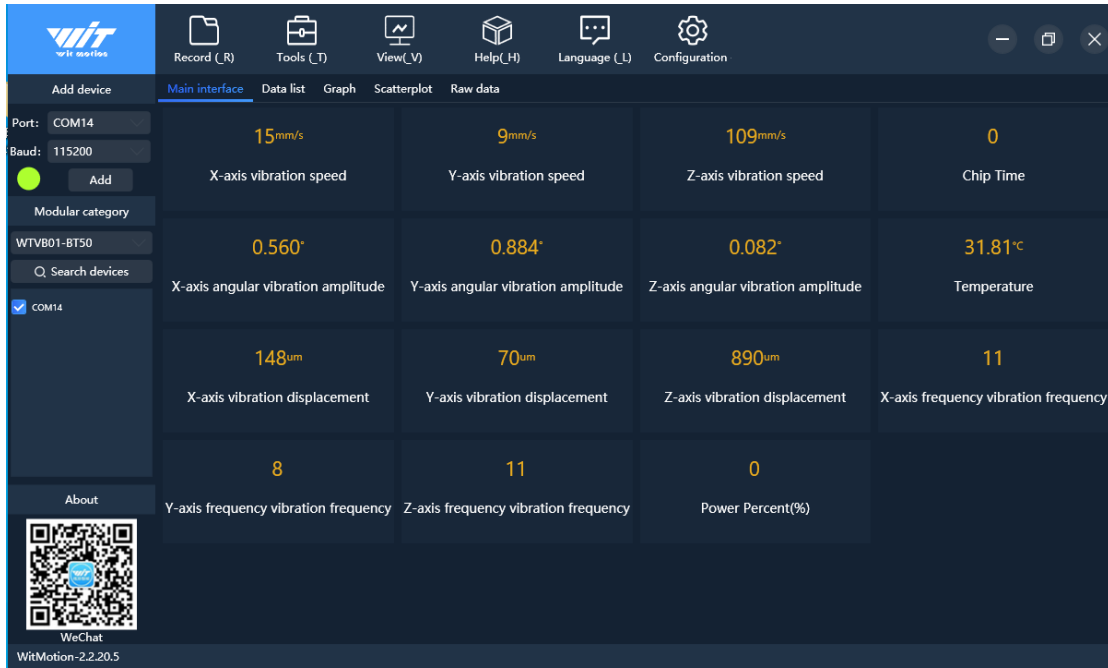 WIT
wit motion
Record (_R)
Tools (_T)
View(_V)
Help(_H)
Language (_L)
Configuration
Add device
Main interface
Data list
Graph
Scatterplot
Raw data
Port:
COM14
Baud:
115200
Add
Modular category
WTVB01-BT50
Search devices
COM14
15mm/s
X-axis vibration speed
9mm/s
Y-axis vibration speed
109mm/s
Z-axis vibration speed
0
Chip Time
0.560°
X-axis angular vibration amplitude
0.884°
Y-axis angular vibration amplitude
0.082°
Z-axis angular vibration amplitude
31.81°C
Temperature
148um
X-axis vibration displacement
70um
Y-axis vibration displacement
890um
Z-axis vibration displacement
11
X-axis frequency vibration frequency
8
Y-axis frequency vibration frequency
11
Z-axis frequency vibration frequency
0
Power Percent(%)
About
WIT
WeChat
WitMotion-2.2.20.5